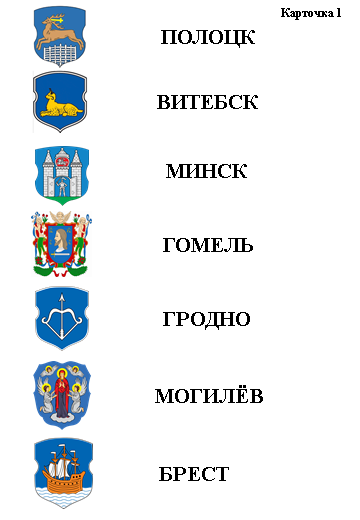 Карточка 1
ПОЛОЦК
ВИТЕБСК
МИНСК
ГОМЕЛЬ
ГРОДНО
МОГИЛЁВ
БРЕСТ